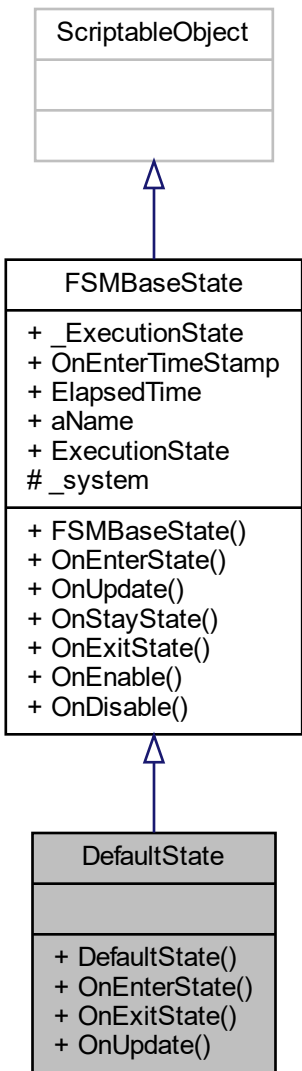 ScriptableObject
FSMBaseState
+ _ExecutionState
+ OnEnterTimeStamp
+ ElapsedTime
+ aName
+ ExecutionState
# _system
+ FSMBaseState()
+ OnEnterState()
+ OnUpdate()
+ OnStayState()
+ OnExitState()
+ OnEnable()
+ OnDisable()
DefaultState
+ DefaultState()
+ OnEnterState()
+ OnExitState()
+ OnUpdate()